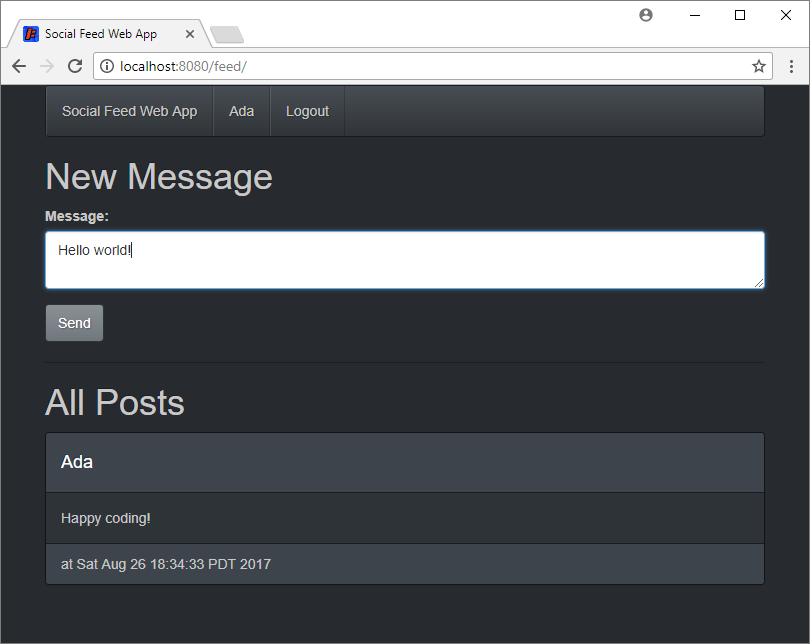 Social Feed Web App
localhost:8080/feed/
Social Feed Web App Ada Logout
New Message
Message:
Hello world!
Send
All Posts
Ada
Happy coding!
at Sat Aug 26 18:34:33 PDT 2017